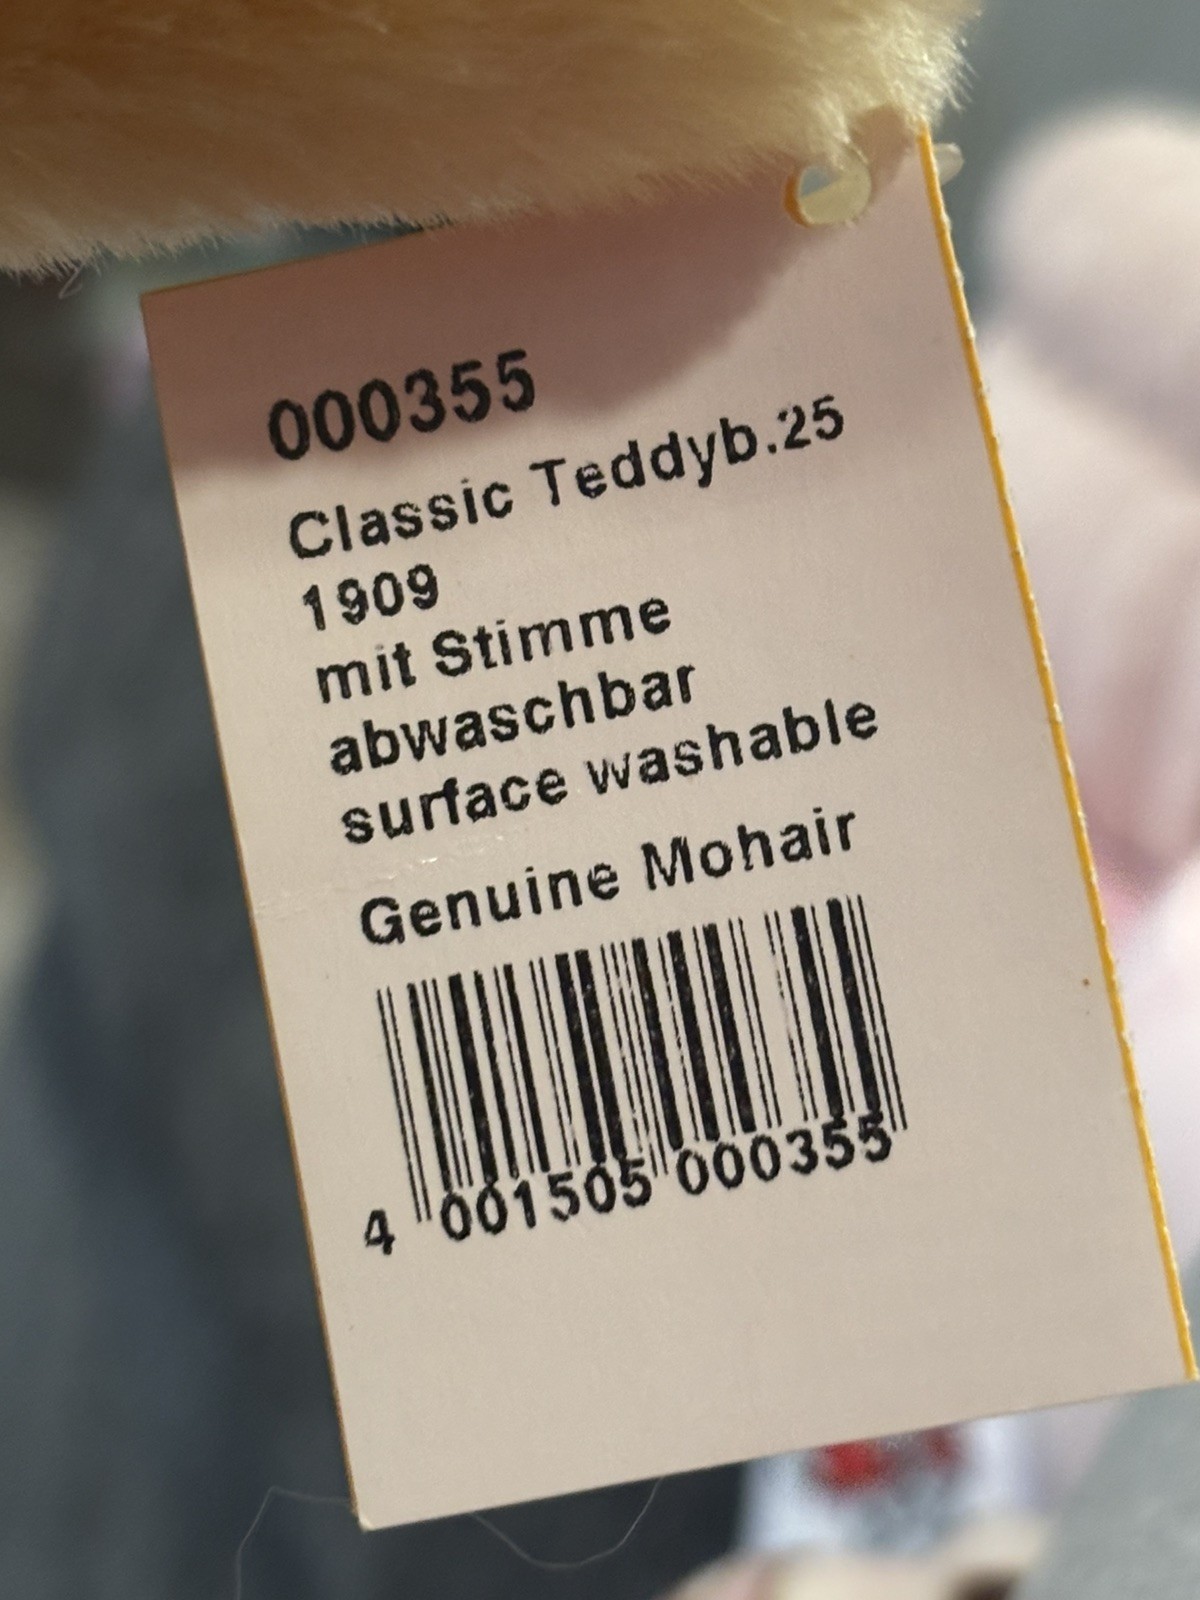 000355
Classic Teddyb.25
1909
mit Stimme
abwaschbar
surface washable
Genuine Mohair
4 001505 000355